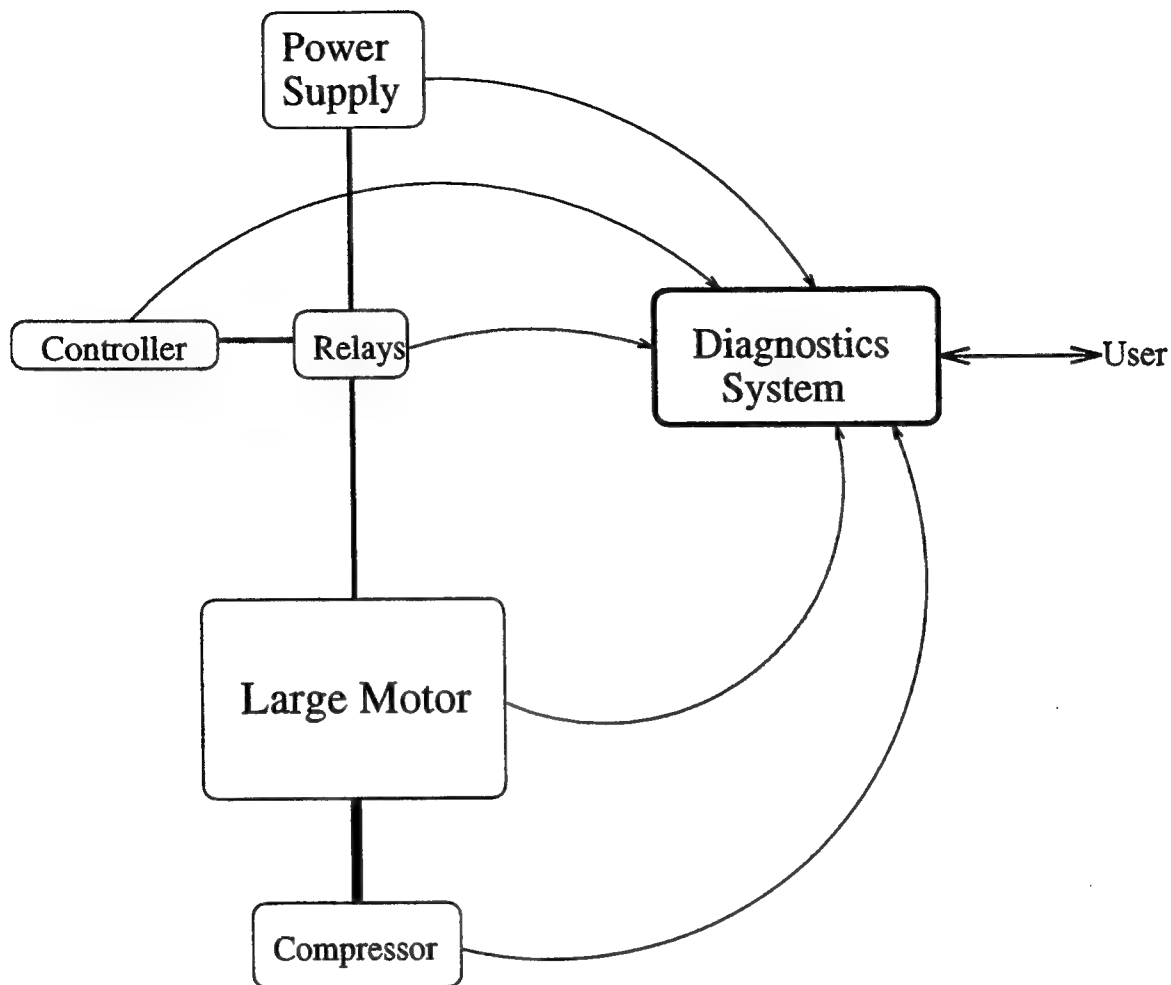 Power
Supply
Controller
Relays
Diagnostics
System
User
Large Motor
Compressor